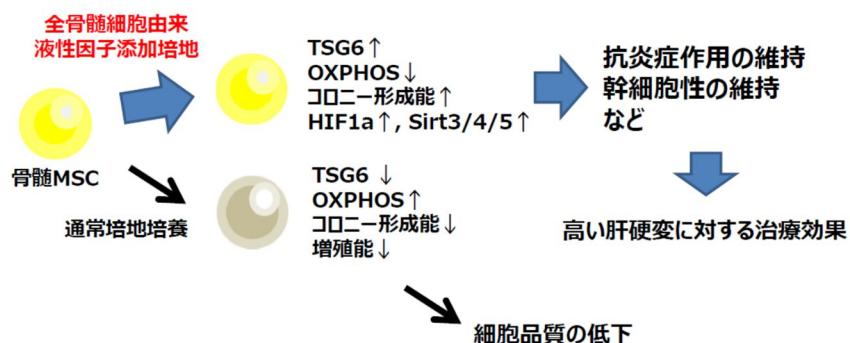 全骨髄細胞由来
液性因子添加培地
骨髄MSC
通常培地培養
TSG6↑
OXPHOS↓
コロニー形成能↑
HIF1a↑, Sirt3/4/5↑
TSG6 ↓
OXPHOS↑
コロニー形成能↓
増殖能↓
抗炎症作用の維持
幹細胞性の維持
など
高い肝硬変に対する治療効果
細胞品質の低下